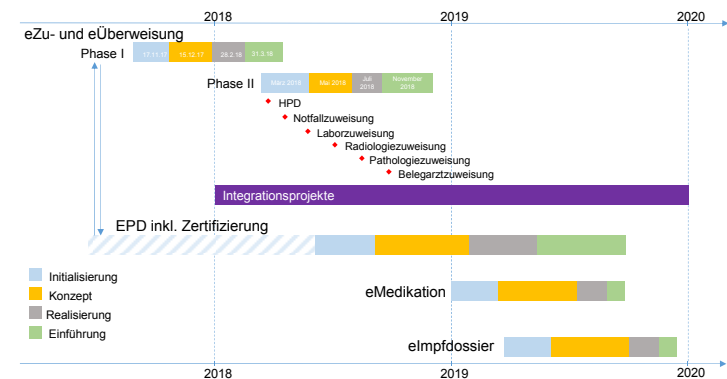 2018 2019 2020
eZu- und eÜberweisung
Phase I 17.11.17 15.12.17 28.2.18 31.3.18
Phase II März 2018 Mai 2018 Juli 2018 November 2018
HPD
Notfallzuweisung
Laborzuweisung
Radiologiezuweisung
Pathologiezuweisung
Belegarztzuweisung
Integrationsprojekte
EPD inkl. Zertifizierung
Initialisierung
Konzept
Realisierung
Einführung
eMedikation
eImpfdossier
2018 2019 2020